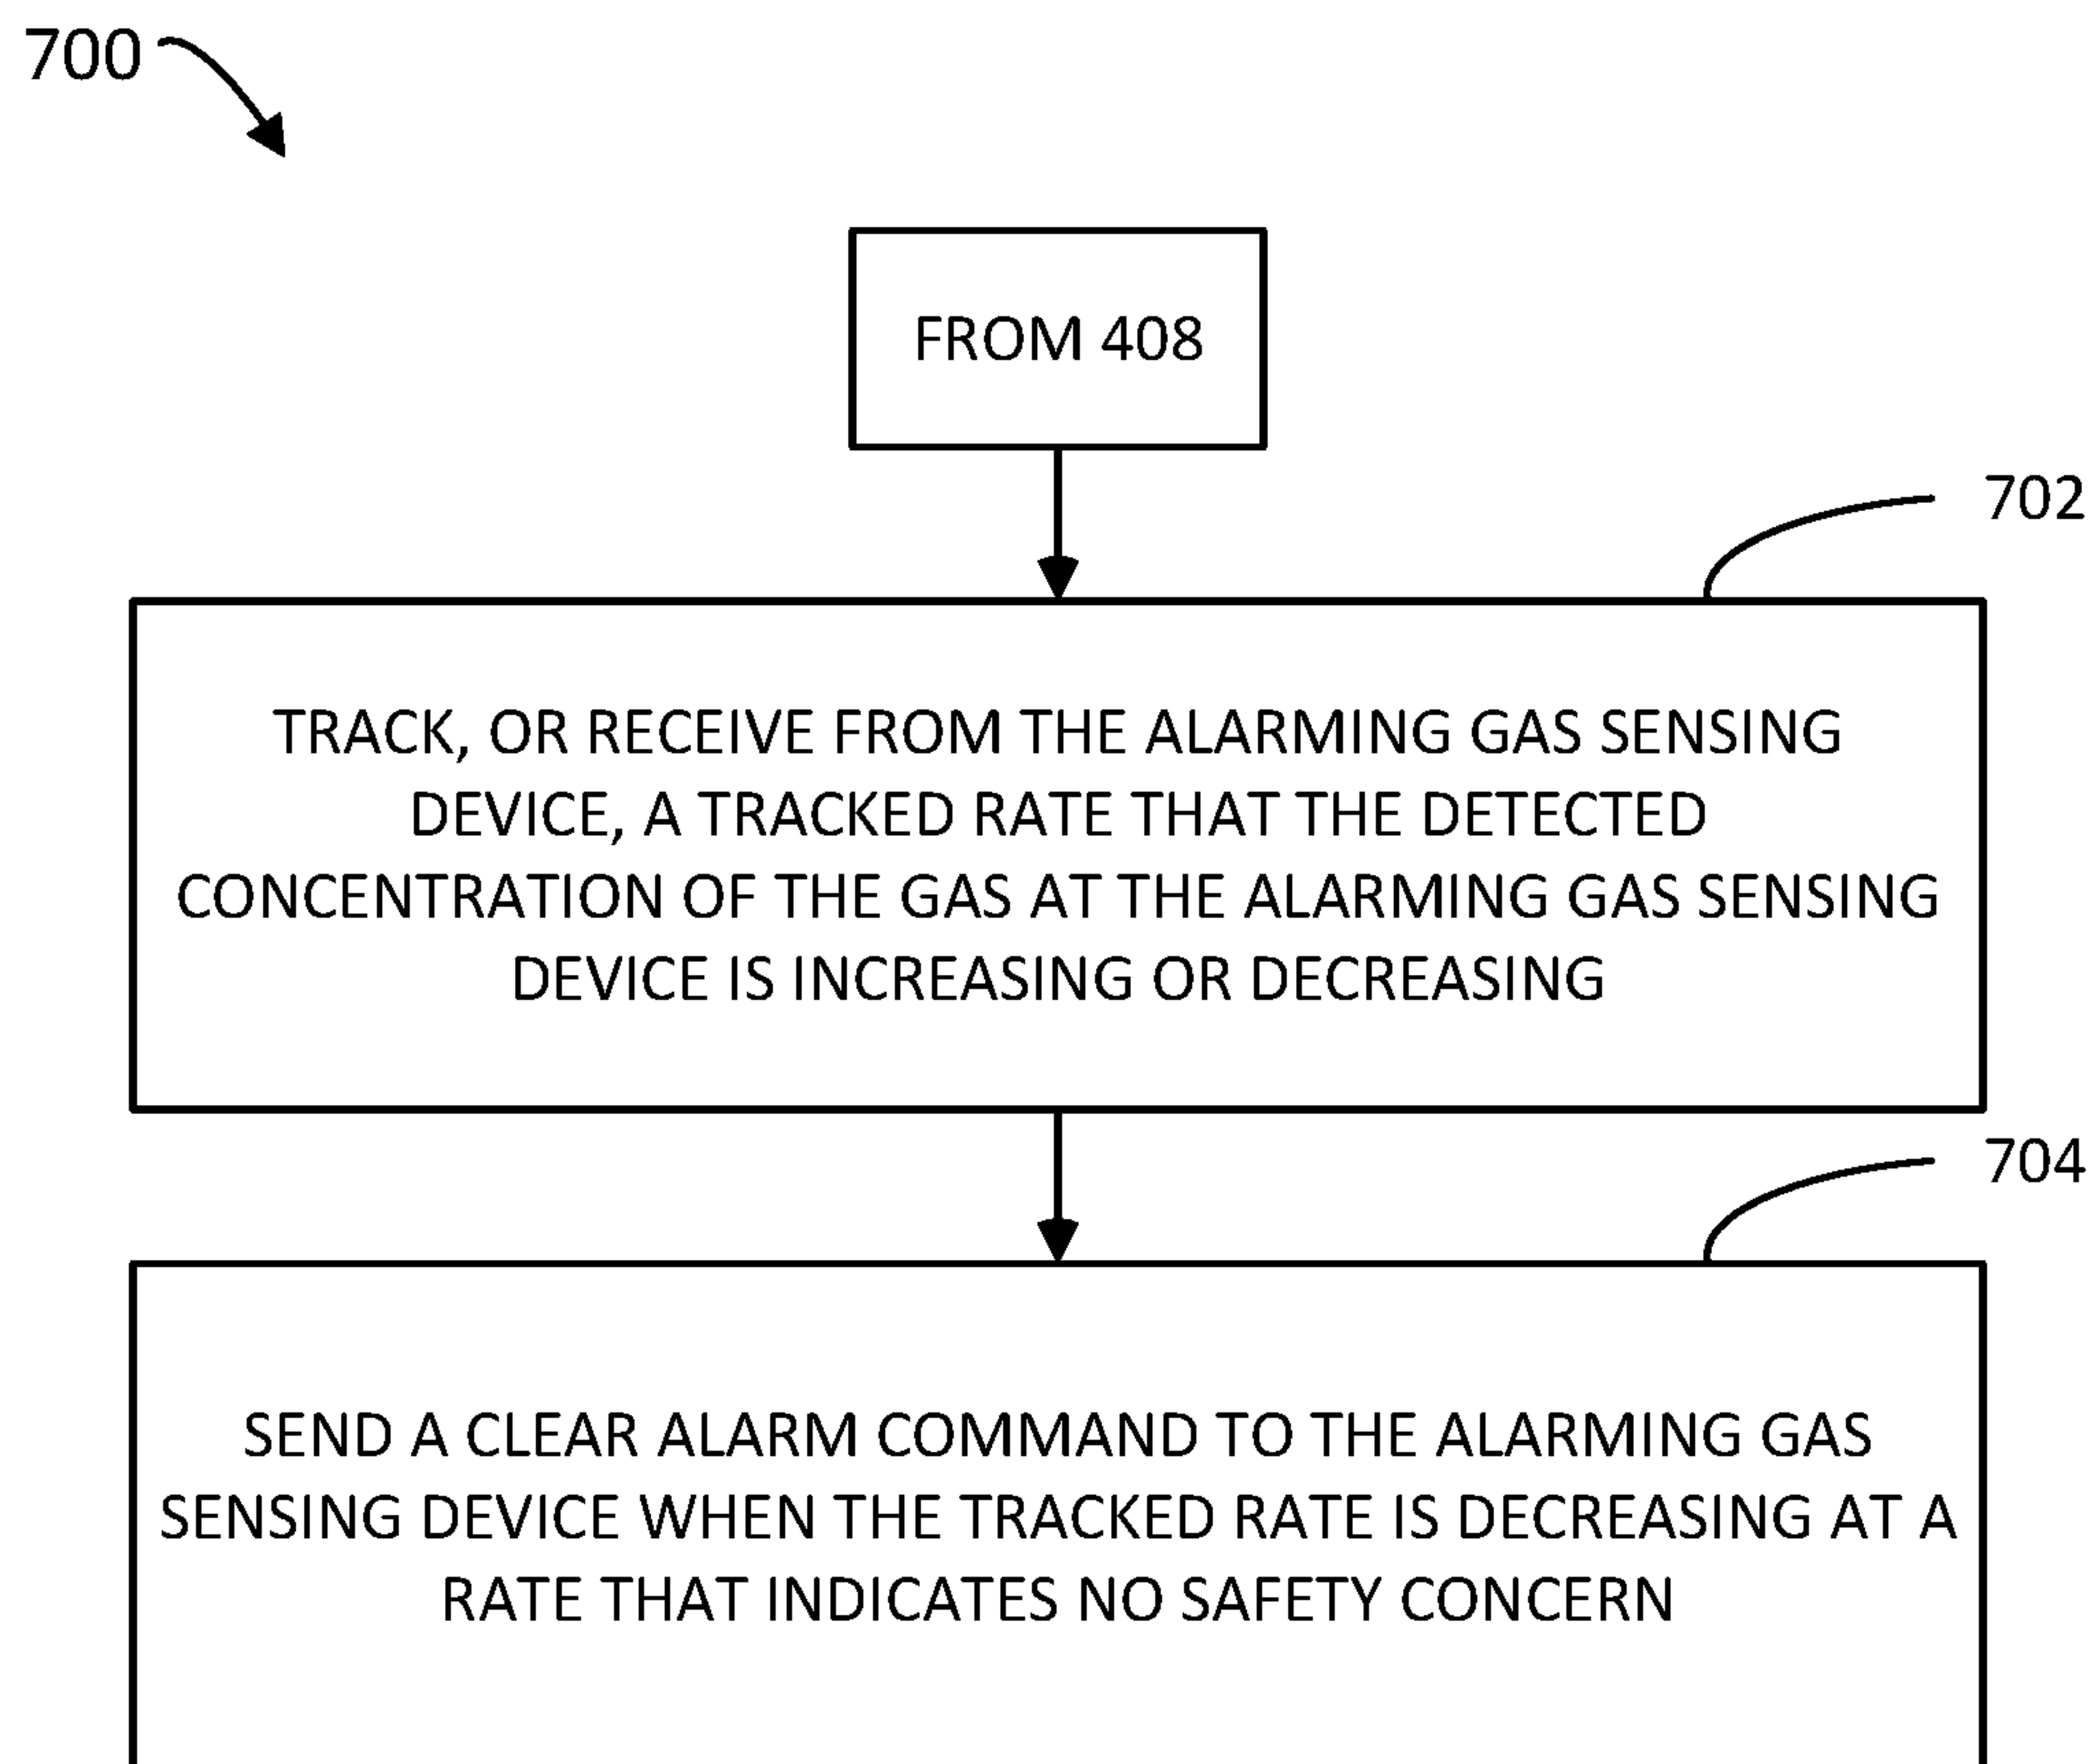 700
FROM 408
702
TRACK, OR RECEIVE FROM THE ALARMING GAS SENSING
DEVICE, A TRACKED RATE THAT THE DETECTED
CONCENTRATION OF THE GAS AT THE ALARMING GAS SENSING
DEVICE IS INCREASING OR DECREASING
704
SEND A CLEAR ALARM COMMAND TO THE ALARMING GAS
SENSING DEVICE WHEN THE TRACKED RATE IS DECREASING AT A
RATE THAT INDICATES NO SAFETY CONCERN